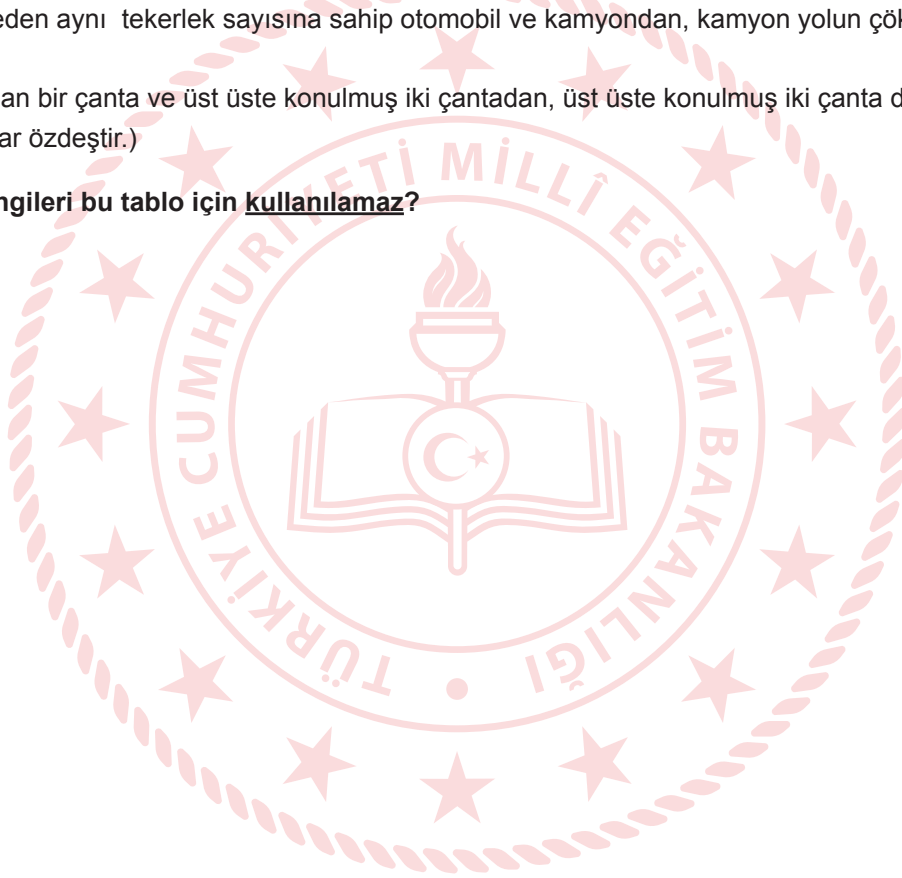 eden aynı tekerlek sayısına sahip otomobil ve kamyondan, kamyon yolun çök
an bir çanta ve üst üste konulmuş iki çantadan, üst üste konulmuş iki çanta d
ar özdeştir.)
ngileri bu tablo için kullanılamaz?
TÜRKİYE CUMHURİYETİ MİLLÎ EĞİTİM BAKANLIĞI